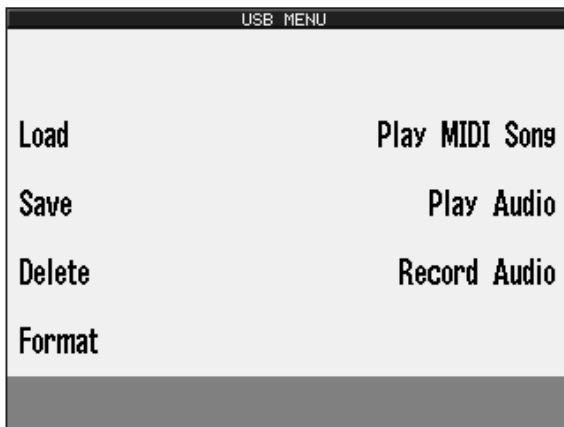 USB MENU
Load
Play MIDI Song
Save
Play Audio
Delete
Record Audio
Format